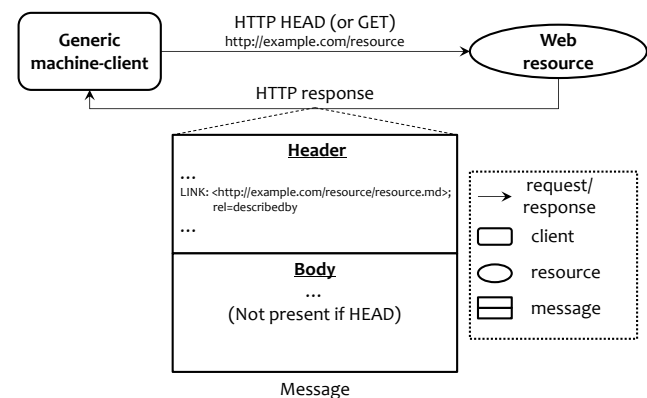 Generic
machine-client
HTTP HEAD (or GET)
http://example.com/resource
Web
resource
HTTP response
Header
...
LINK: <http://example.com/resource/resource.md>;
rel=describedby
...
Body
...
(Not present if HEAD)
Message
request/
response
client
resource
message